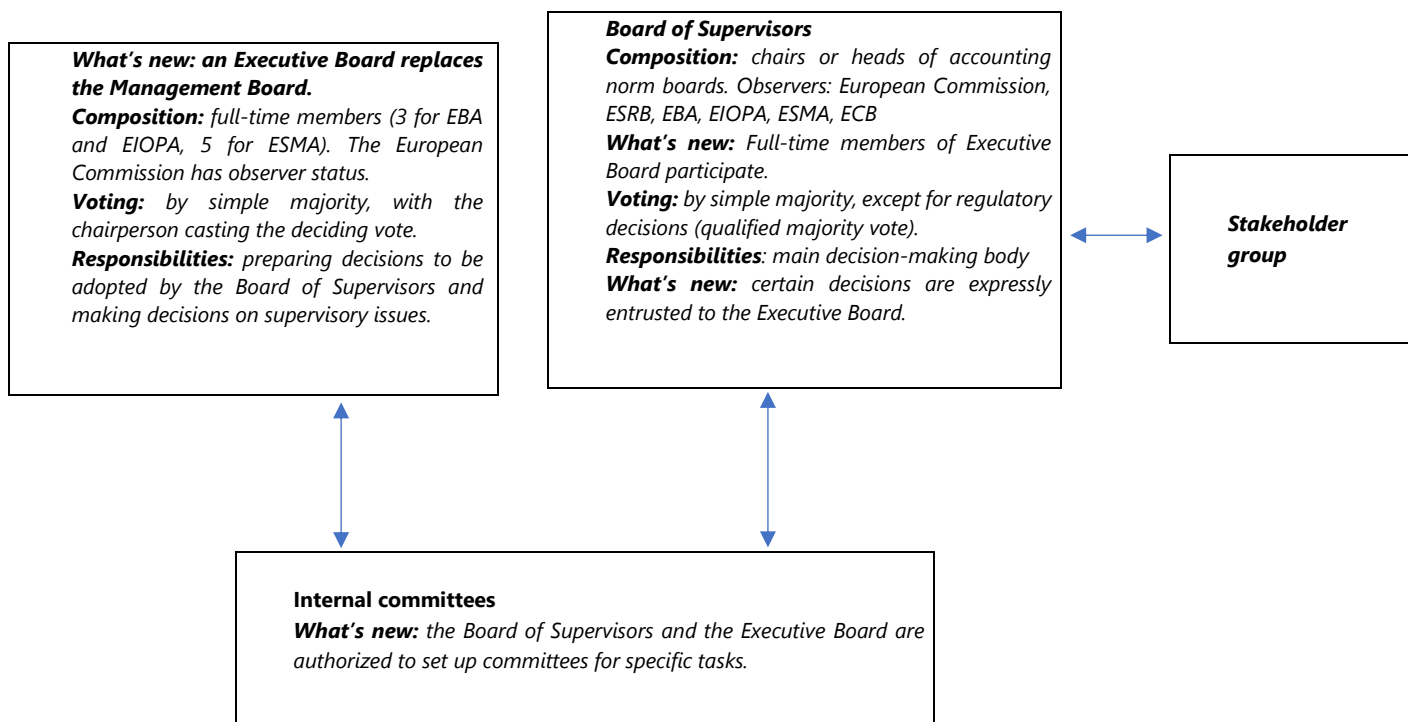 What's new: an Executive Board replaces
the Management Board.
Composition: full-time members (3 for EBA
and EIOPA, 5 for ESMA). The European
Commission has observer status.
Voting: by simple majority, with the
chairperson casting the deciding vote.
Responsibilities: preparing decisions to be
adopted by the Board of Supervisors and
making decisions on supervisory issues.
Board of Supervisors
Composition: chairs or heads of accounting
norm boards. Observers: European Commission,
ESRB, EBA, EIOPA, ESMA, ECB
What's new: Full-time members of Executive
Board participate.
Voting: by simple majority, except for regulatory
decisions (qualified majority vote).
Responsibilities: main decision-making body
What's new: certain decisions are expressly
entrusted to the Executive Board.
Stakeholder
group
Internal committees
What's new: the Board of Supervisors and the Executive Board are
authorized to set up committees for specific tasks.